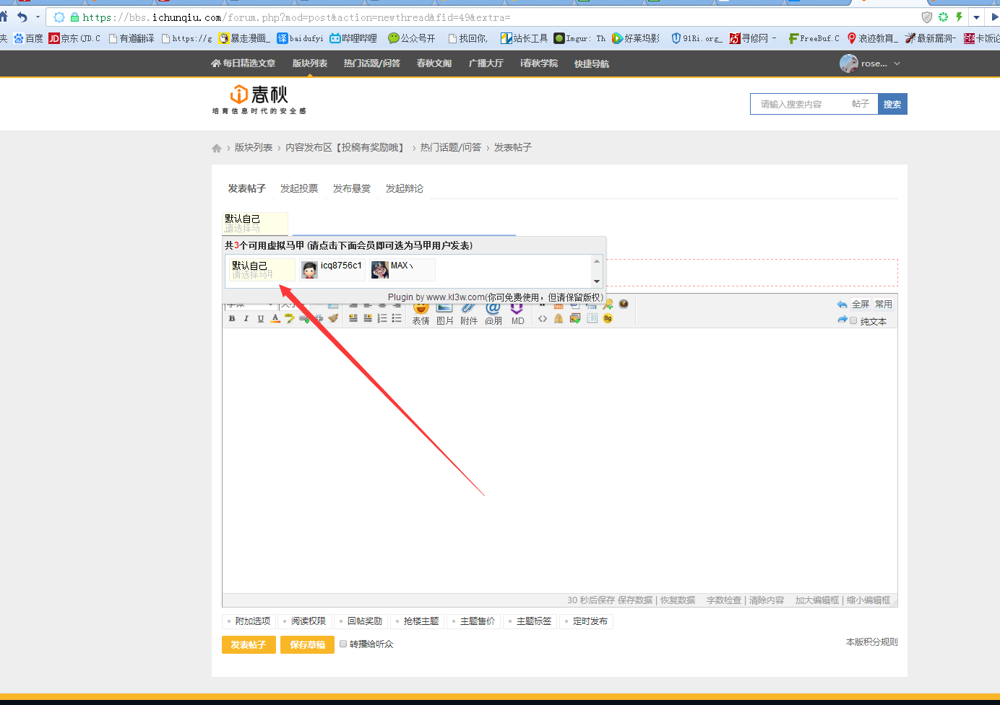 https://bbs.ichunqiu.com/forum.php?mod=post&action=newthread&fid=49&extra=
夹 百度 京东(JD.C 有道翻译 https://g 暴走漫画_ baidufyi 哔哩哔哩 公众号开 找回你, 站长工具 Imgur: Th 好莱坞影 91Ri.org_ 寻修网 - FreeBuf.C 浪迹教育_ 最新漏洞- 卡饭论
每日精选文章 版块列表 热门话题/问答 春秋文阁 广播大厅 i春秋学院 快捷导航 rose...
春秋
培育信息时代的安全感
请输入搜索内容 帖子 搜索
› 版块列表 › 内容发布区【投稿有奖励哦】 › 热门话题/问答 › 发表帖子
发表帖子 发起投票 发布悬赏 发起辩论
默认自己
请选择马
共3个可用虚拟马甲 (请点击下面会员即可选为马甲用户发表)
默认自己 icq8756c1 MAX丶
请选择马甲
Plugin by www.kl3w.com(你可免费使用，但请保留版权)
字体 大小 全屏 常用
B I U A 表情 图片 附件 @朋 MD <> Bg 纯文本
30 秒后保存 保存数据 | 恢复数据 字数检查 | 清除内容 加大编辑框 | 缩小编辑框
附加选项 阅读权限 回帖奖励 抢楼主题 主题售价 主题标签 定时发布
发表帖子 保存草稿 转播给听众 本版积分规则